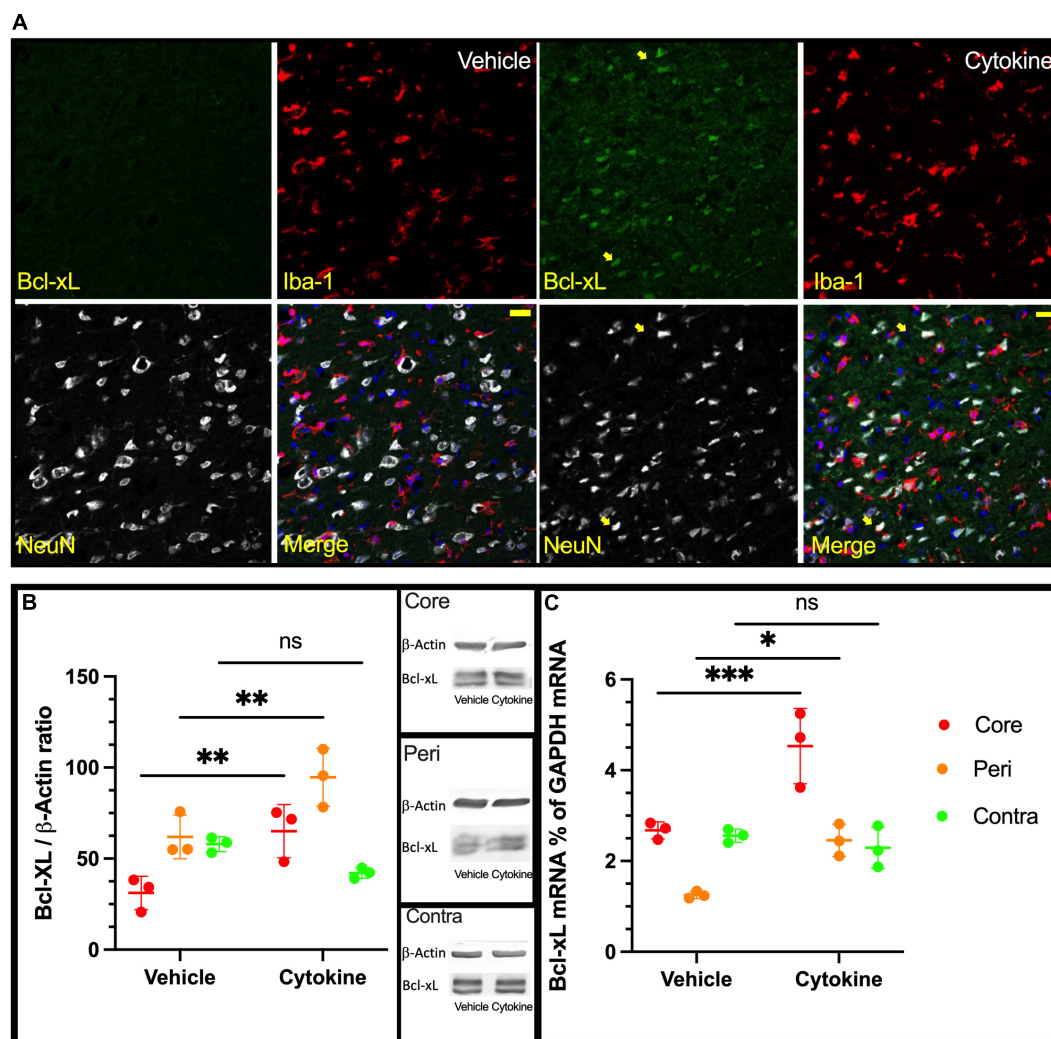 A
Vehicle
Cytokine
Bcl-xL
Iba-1
Bcl-xL
Iba-1
NeuN
Merge
NeuN
Merge
B
ns
**
**
150
100
50
0
Bcl-XL / β-Actin ratio
Vehicle
Cytokine
Core
β-Actin
Bcl-xL
Vehicle Cytokine
Peri
β-Actin
Bcl-xL
Vehicle Cytokine
Contra
β-Actin
Bcl-xL
Vehicle Cytokine
C
ns
*
***
6
4
2
0
Bcl-xL mRNA % of GAPDH mRNA
Vehicle
Cytokine
Core
Peri
Contra